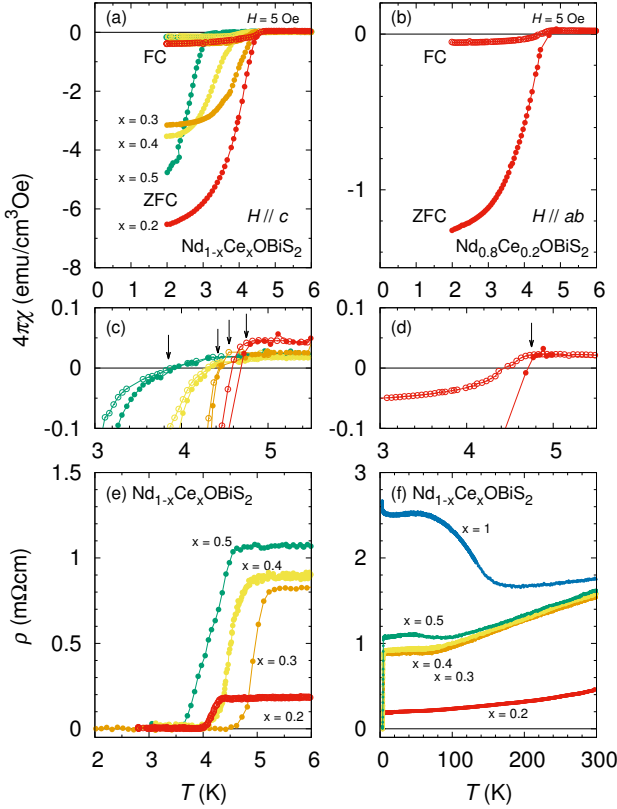 (a)
H = 5 Oe
FC
x = 0.3
x = 0.4
x = 0.5
ZFC
x = 0.2
H // c
Nd1-xCexOBiS2
0
-2
-4
-6
-8
0 1 2 3 4 5 6
(b)
H = 5 Oe
FC
ZFC
H // ab
Nd0.8Ce0.2OBiS2
0
-1
0 1 2 3 4 5 6
4πχ (emu/cm3Oe)
(c)
0.1
0
-0.1
3 4 5
(d)
0.1
0
-0.1
3 4 5
(e) Nd1-xCexOBiS2
x = 0.5
x = 0.4
x = 0.3
x = 0.2
1.5
1
0.5
0
2 3 4 5 6
T (K)
ρ (mΩcm)
(f) Nd1-xCexOBiS2
x = 1
x = 0.5
x = 0.4
x = 0.3
x = 0.2
3
2
1
0
0 100 200 300
T (K)